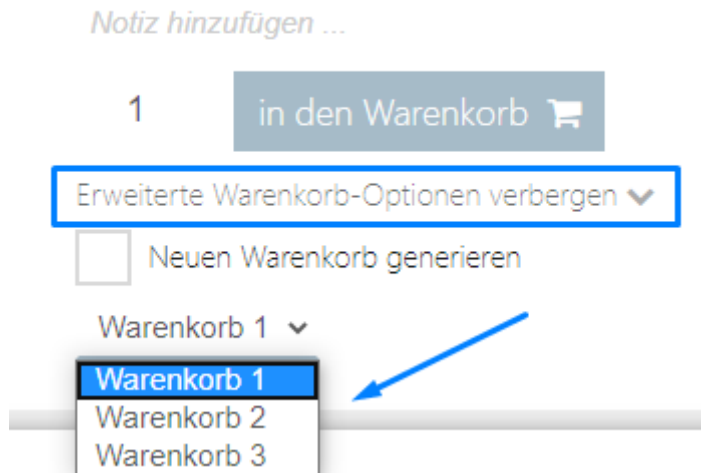 Notiz hinzufügen ...
1 in den Warenkorb
Erweiterte Warenkorb-Optionen verbergen
Neuen Warenkorb generieren
Warenkorb 1
Warenkorb 1
Warenkorb 2
Warenkorb 3